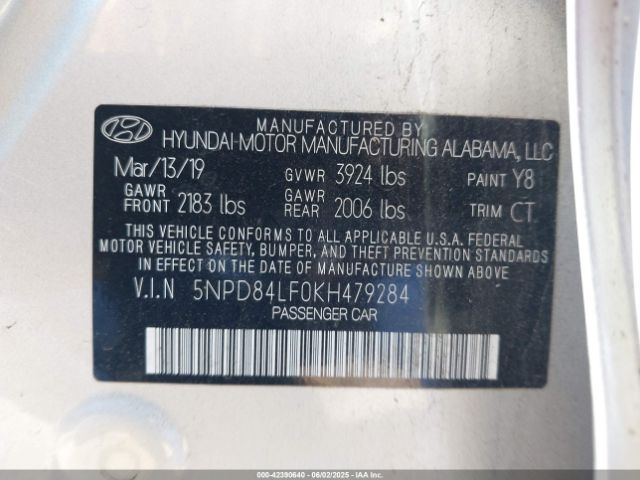 MANUFACTURED BY
HYUNDAI-MOTOR MANUFACTURING ALABAMA, LLC
Mar/13/19 GVWR 3924 lbs PAINT Y8
GAWR FRONT 2183 lbs GAWR REAR 2006 lbs TRIM CT
THIS VEHICLE CONFORMS TO ALL APPLICABLE U.S.A. FEDERAL
MOTOR VEHICLE SAFETY, BUMPER, AND THEFT PREVENTION STANDARDS
IN EFFECT ON THE DATE OF MANUFACTURE SHOWN ABOVE.
V.I.N 5NPD84LF0KH479284
PASSENGER CAR
000-42390640 06/02/2025 IAA Inc.